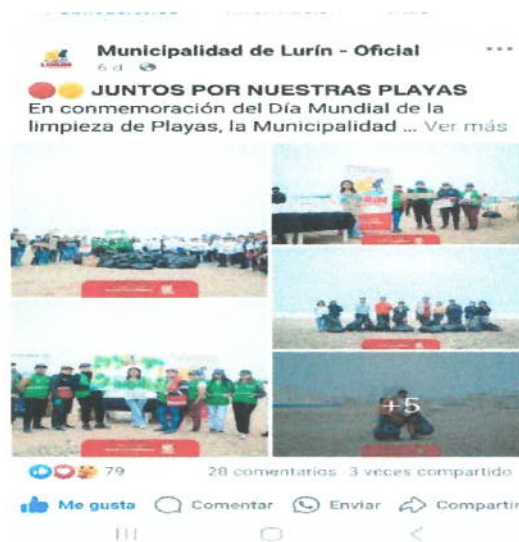 Municipalidad de Lurín - Oficial
6 d
JUNTOS POR NUESTRAS PLAYAS
En conmemoración del Día Mundial de la
limpieza de Playas, la Municipalidad ... Ver más
+5
79
28 comentarios 3 veces compartido
Me gusta Comentar Enviar Compartir